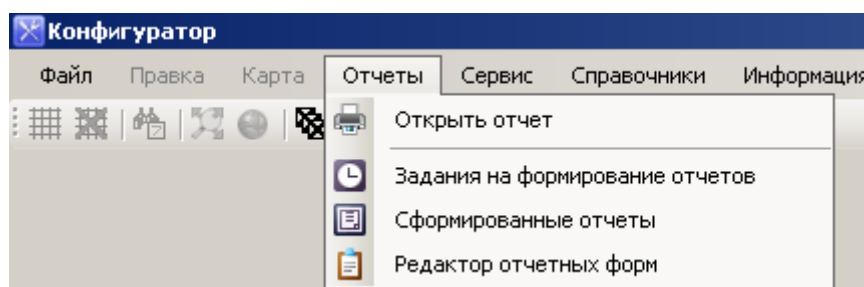 Конфигуратор
Файл Правка Карта Отчеты Сервис Справочники Информация
Открыть отчет
Задания на формирование отчетов
Сформированные отчеты
Редактор отчетных форм